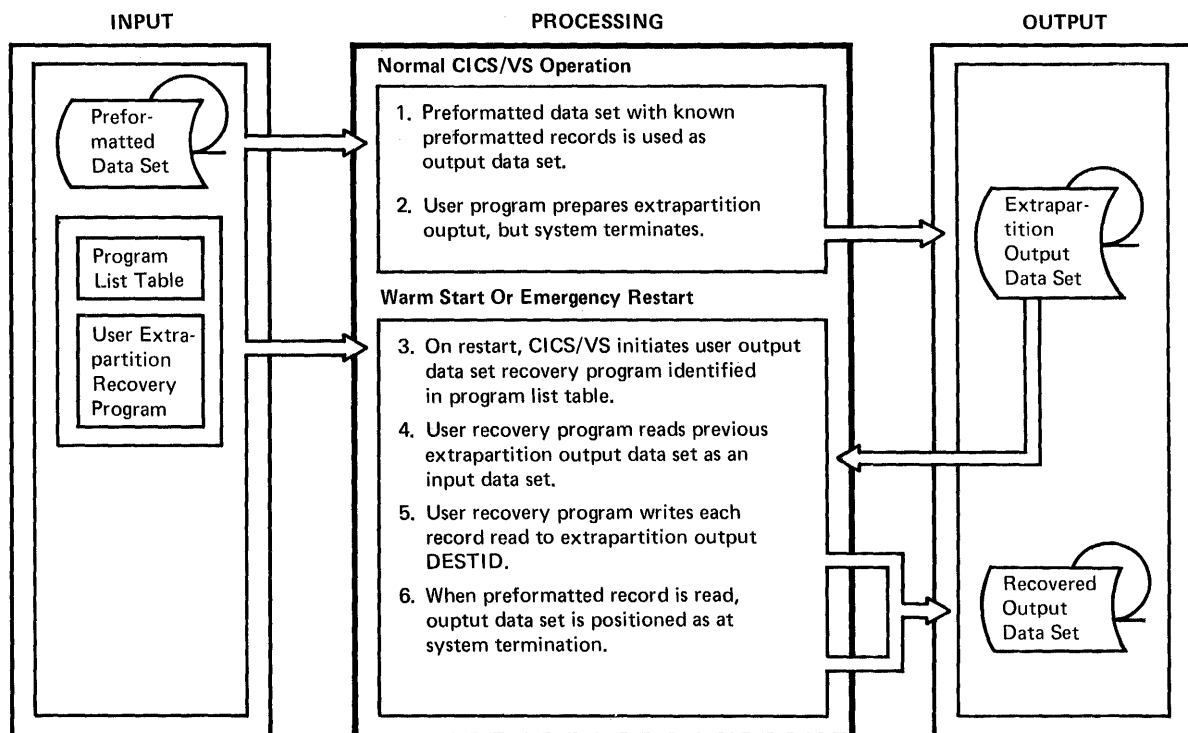 INPUT
PROCESSING
OUTPUT
Prefor-
matted
Data Set
Program
List Table
User Extra-
partition
Recovery
Program
Normal CICS/VS Operation
1. Preformatted data set with known
preformatted records is used as
output data set.
2. User program prepares extrapartition
ouptut, but system terminates.
Warm Start Or Emergency Restart
3. On restart, CICS/VS initiates user output
data set recovery program identified
in program list table.
4. User recovery program reads previous
extrapartition output data set as an
input data set.
5. User recovery program writes each
record read to extrapartition output
DESTID.
6. When preformatted record is read,
ouptut data set is positioned as at
system termination.
Extrapar-
tition
Output
Data Set
Recovered
Output
Data Set